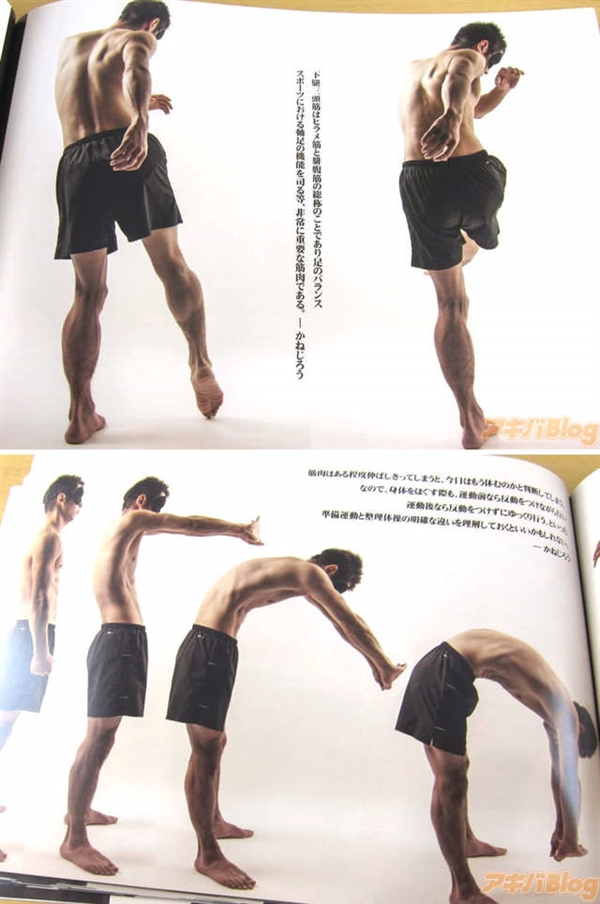 下腿三頭筋はヒラメ筋と腓腹筋の総称のことであり足のバランス
スポーツにおける軸足の機能を司る等、非常に重要な筋肉である。 ― かねじろう
アキバBlog
筋肉はある程度伸ばしきってしまうと、今日はもう休むのかと判断してしまう。
なので、身体をほぐす際も、運動前なら反動をつけながら行い
運動後なら反動をつけずにゆっくり行う、といった
準備運動と整理体操の明確な違いを理解しておくといいかもしれない。
― かねじろう
アキバBlog